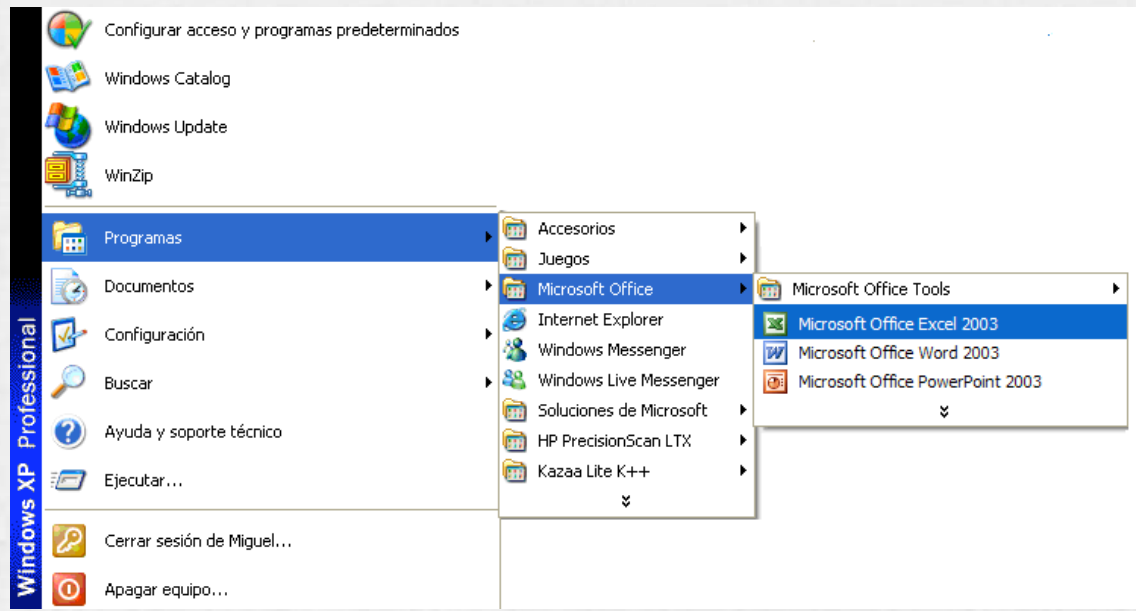 Configurar acceso y programas predeterminados
Windows Catalog
Windows Update
WinZip
Programas
Documentos
Configuración
Buscar
Ayuda y soporte técnico
Ejecutar...
Cerrar sesión de Miguel...
Apagar equipo...
Windows XP Professional
Accesorios
Juegos
Microsoft Office
Internet Explorer
Windows Messenger
Windows Live Messenger
Soluciones de Microsoft
HP PrecisionScan LTX
Kazaa Lite K++
Microsoft Office Tools
Microsoft Office Excel 2003
Microsoft Office Word 2003
Microsoft Office PowerPoint 2003